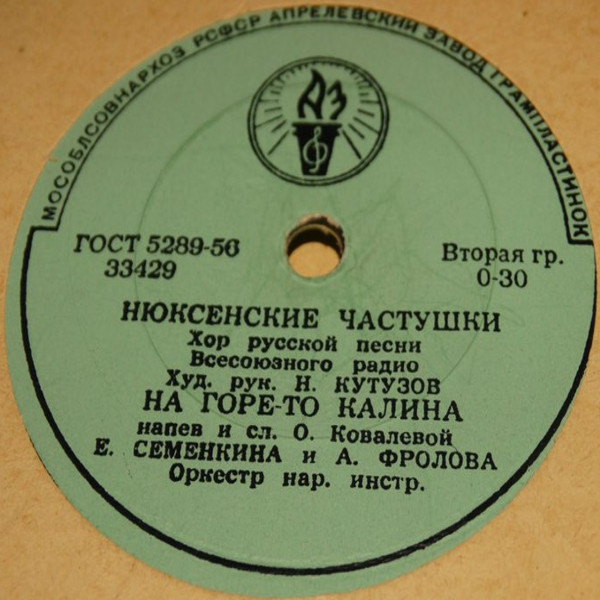 МОСОБЛСОВНАРХОЗ РСФСР АПРЕЛЕВСКИЙ ЗАВОД ГРАМПЛАСТИНОК
АЗ
ГОСТ 5289-56
33429
Вторая гр.
0-30
НЮКСЕНСКИЕ ЧАСТУШКИ
Хор русской песни
Всесоюзного радио
Худ. рук. Н. КУТУЗОВ
НА ГОРЕ-ТО КАЛИНА
напев и сл. О. Ковалевой
Е. СЕМЕНКИНА и А. ФРОЛОВА
Оркестр нар. инстр.